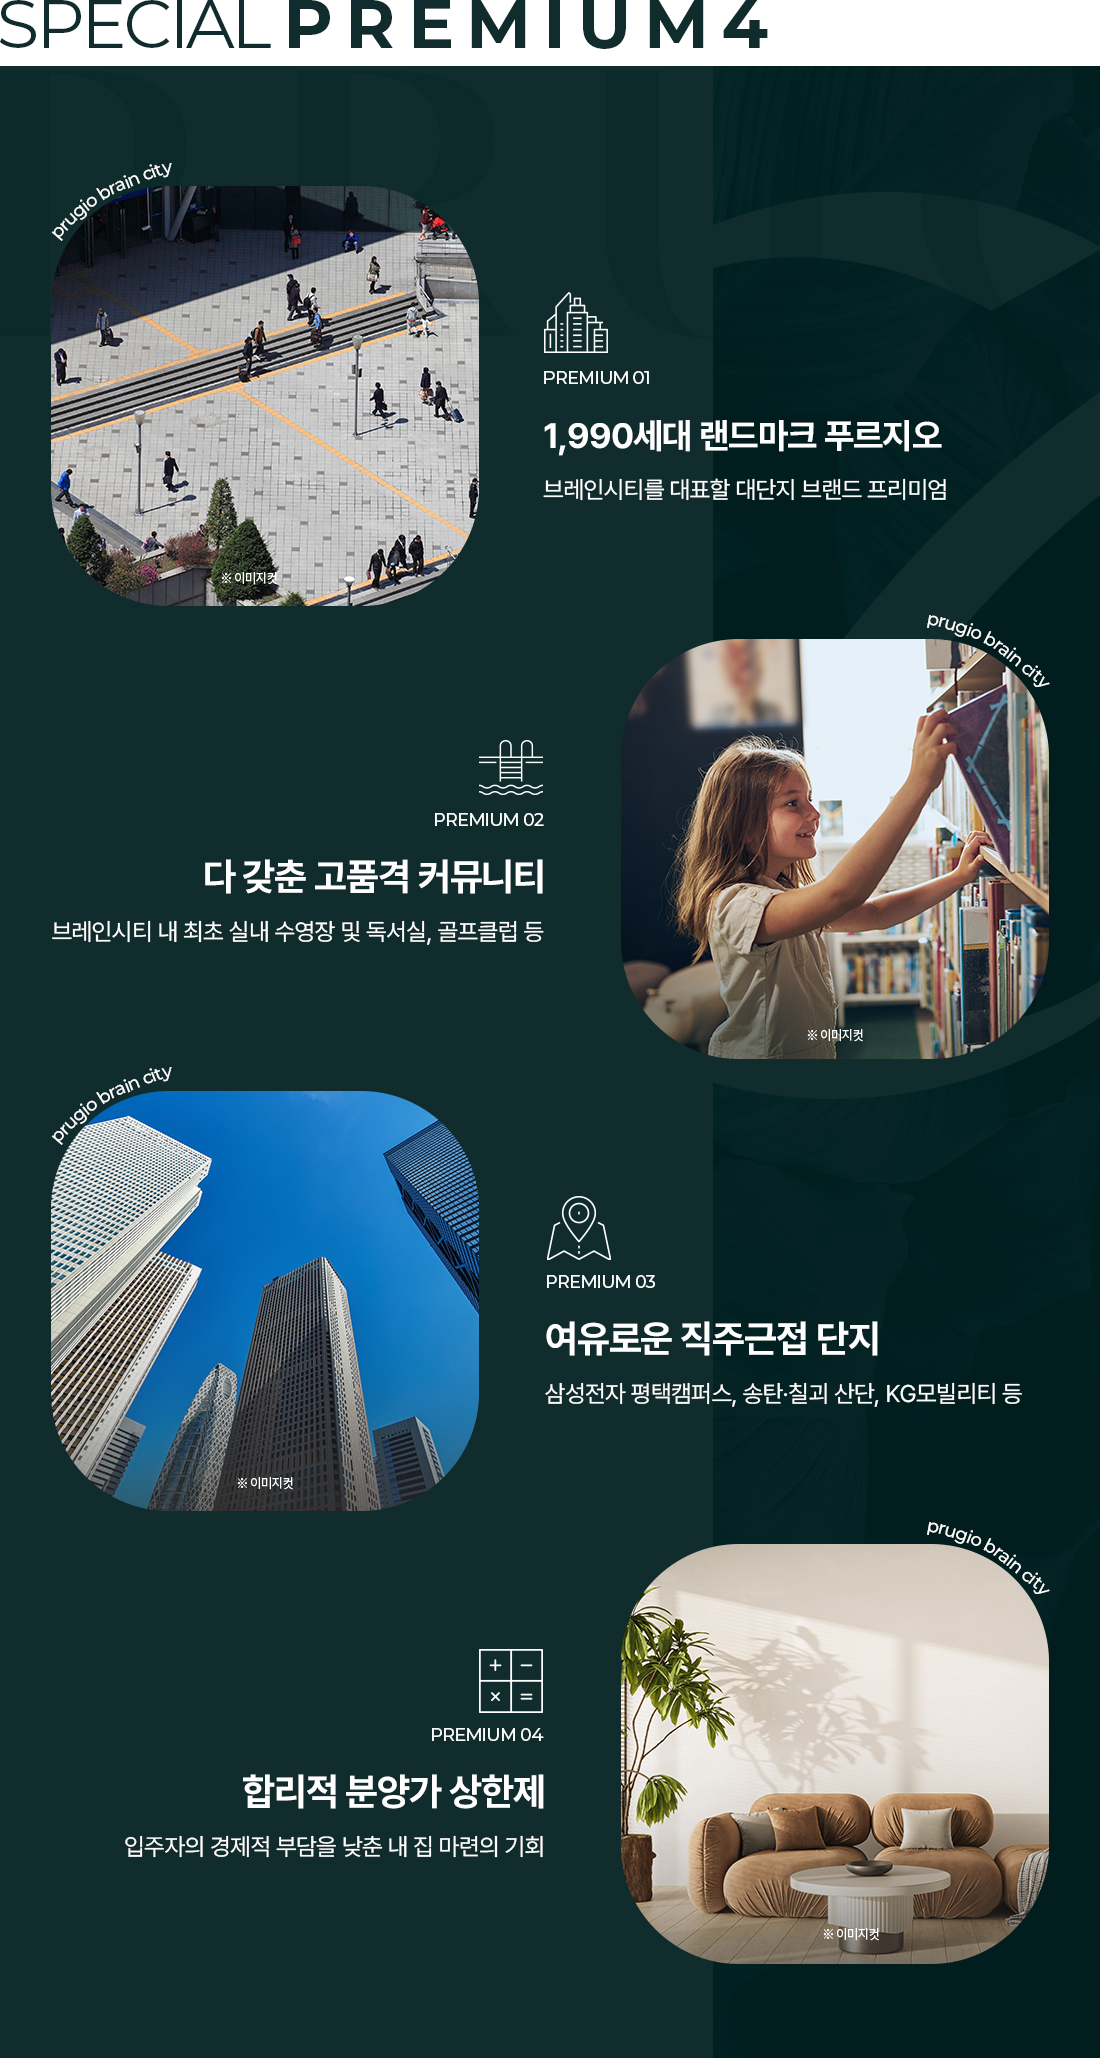 SPECIAL PREMIUM 4
prugio brain city
PREMIUM 01
1,990세대 랜드마크 푸르지오
브레인시티를 대표할 대단지 브랜드 프리미엄
※ 이미지컷
prugio brain city
PREMIUM 02
다 갖춘 고품격 커뮤니티
브레인시티 내 최초 실내 수영장 및 독서실, 골프클럽 등
※ 이미지컷
prugio brain city
PREMIUM 03
여유로운 직주근접 단지
삼성전자 평택캠퍼스, 송탄·칠괴 산단, KG모빌리티 등
※ 이미지컷
prugio brain city
PREMIUM 04
합리적 분양가 상한제
입주자의 경제적 부담을 낮춘 내 집 마련의 기회
※ 이미지컷